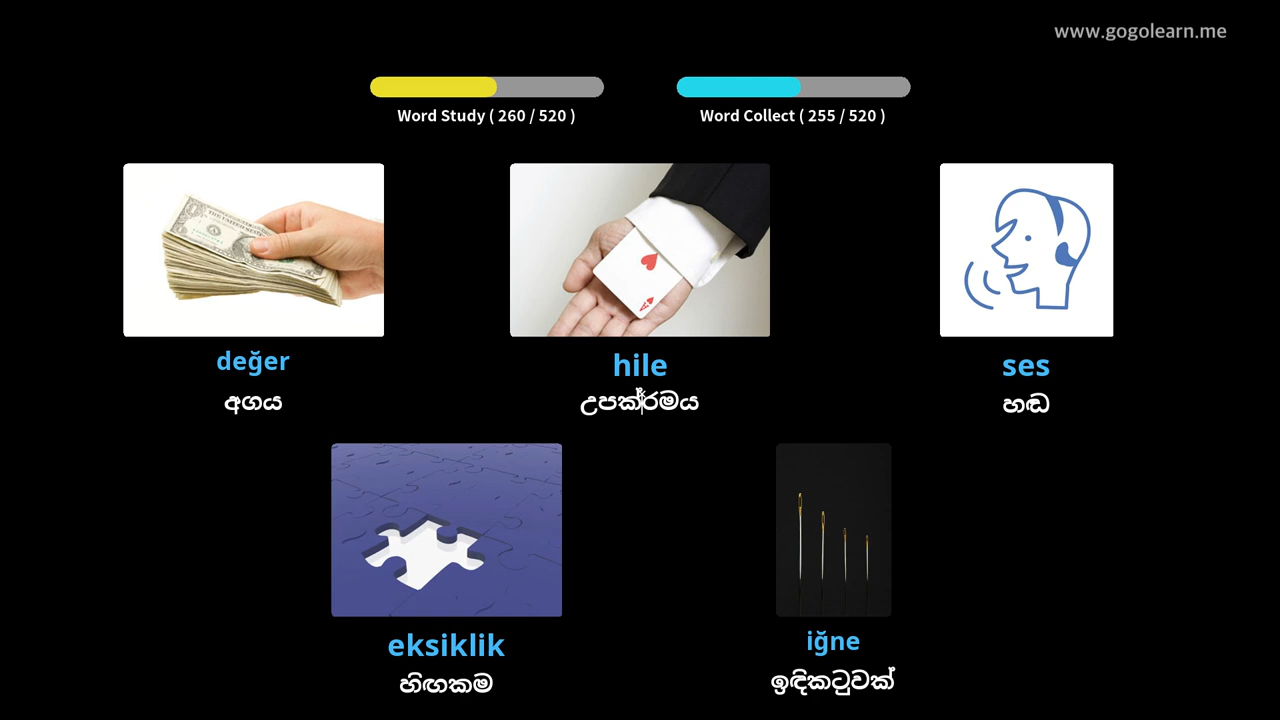 www.gogolearn.me
Word Study ( 260 / 520 )
Word Collect ( 255 / 520 )
değer
අගය
hile
උපක්‍රමය
ses
හඬ
eksiklik
හිඟකම
iğne
ඉඳිකටුවක්